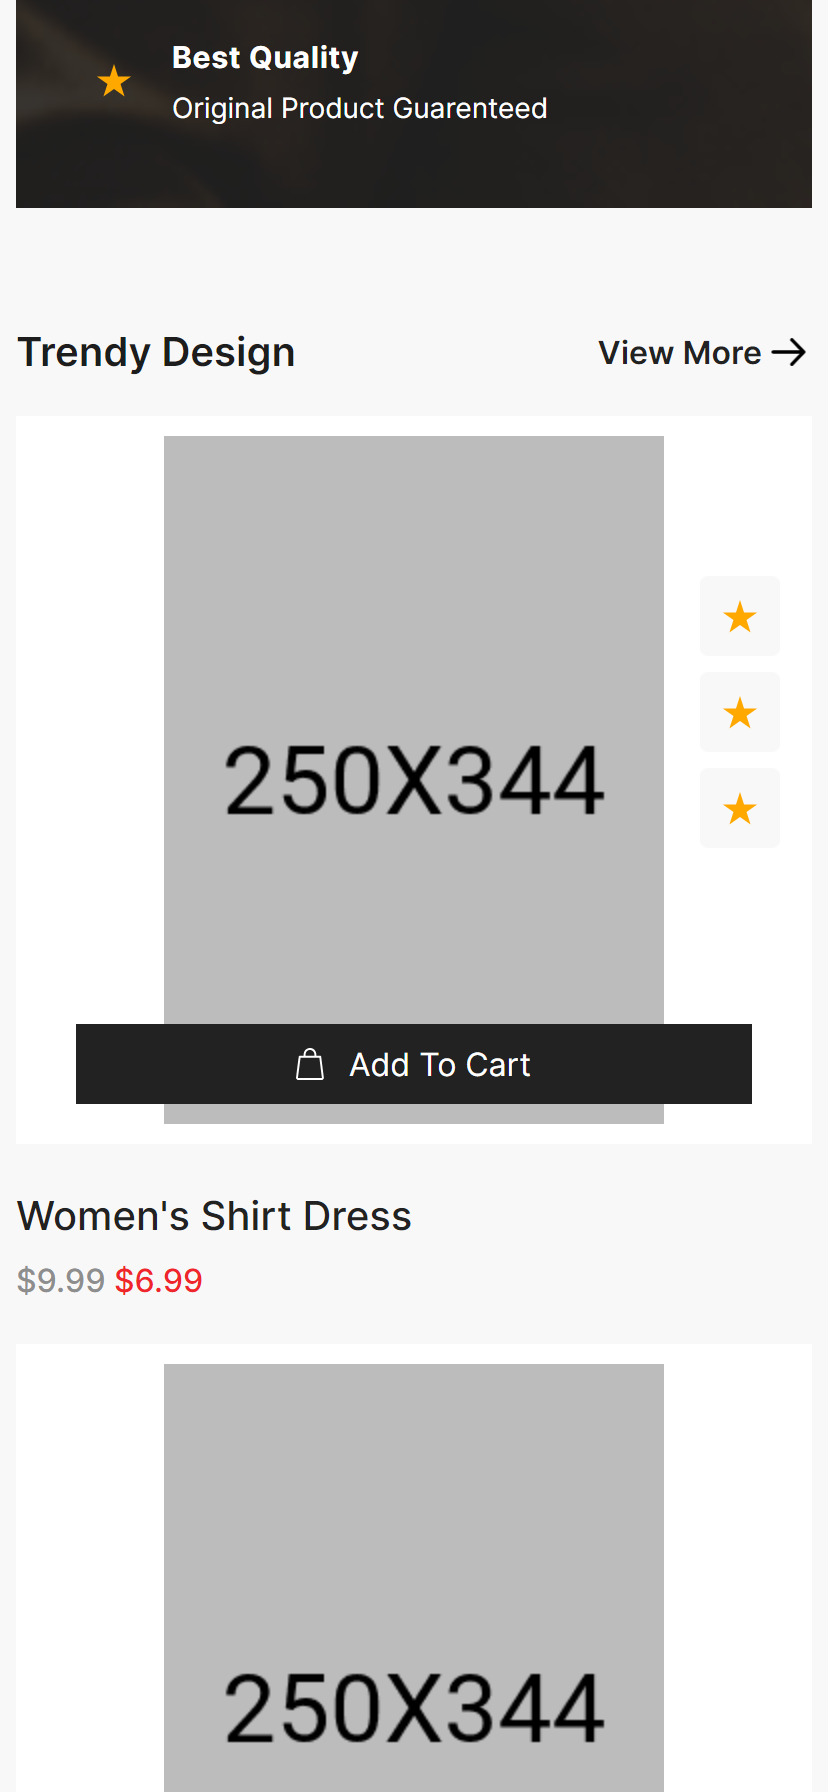 Best Quality
Original Product Guarenteed
Trendy Design
View More
250X344
Add To Cart
Women's Shirt Dress
$9.99 $6.99
250X344